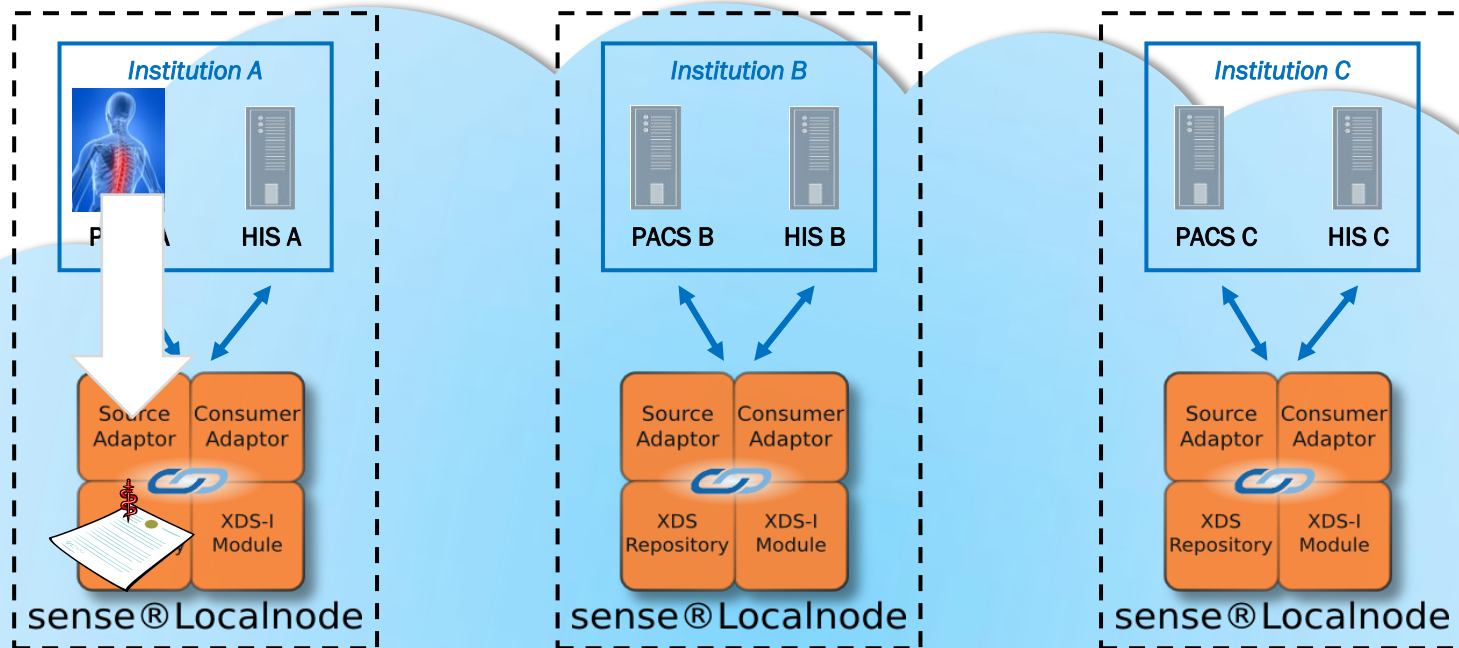 Institution A
HIS A
Source
Adaptor
Consumer
Adaptor
XDS-I
Module
sense®Localnode
Institution B
PACS B
HIS B
Source
Adaptor
Consumer
Adaptor
XDS
Repository
XDS-I
Module
sense®Localnode
Institution C
PACS C
HIS C
Source
Adaptor
Consumer
Adaptor
XDS
Repository
XDS-I
Module
sense®Localnode